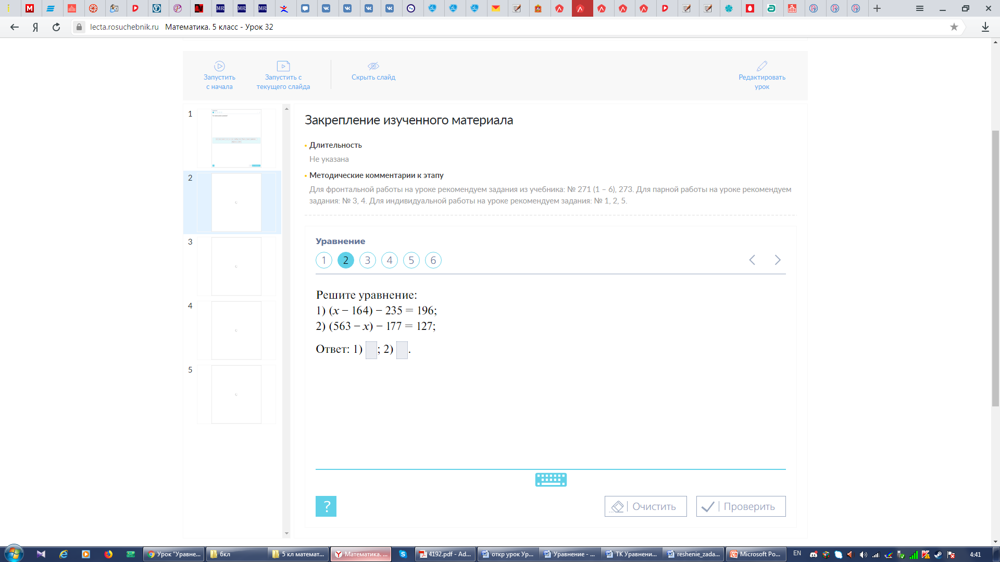 lecta.rosuchebnik.ru Математика. 5 класс - Урок 32
Запустить
с начала
Запустить с
текущего слайда
Скрыть слайд
Редактировать
урок
1
2
3
4
5
Закрепление изученного материала
Длительность
Не указана
Методические комментарии к этапу
Для фронтальной работы на уроке рекомендуем задания из учебника: № 271 (1 – 6), 273. Для парной работы на уроке рекомендуем
задания: № 3, 4. Для индивидуальной работы на уроке рекомендуем задания: № 1, 2, 5.
Уравнение
1 2 3 4 5 6
Решите уравнение:
1) (x − 164) − 235 = 196;
2) (563 − x) − 177 = 127;
Ответ: 1) ; 2) .
?
Очистить
Проверить
Урок "Уравне...
6кл
5 кл математ...
Математика. ...
4192.pdf - Ad...
откр урок Ур...
Уравнение - ...
ТК Уравнени...
reshenie_zada...
Microsoft Po...
EN
4:41